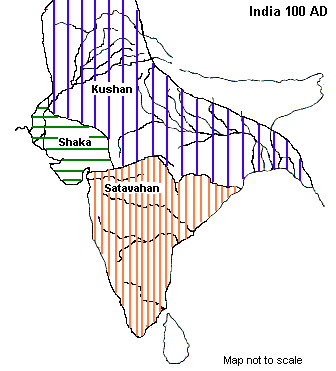 India 100 AD
Kushan
Shaka
Satavahan
Map not to scale